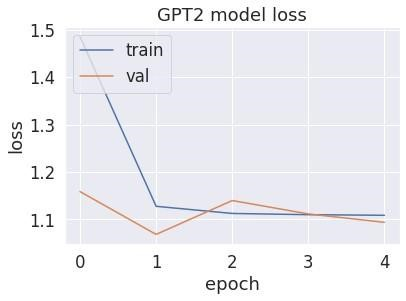 GPT2 model loss
1.5
1.4
1.3
1.2
1.1
loss
train
val
0 1 2 3 4
epoch